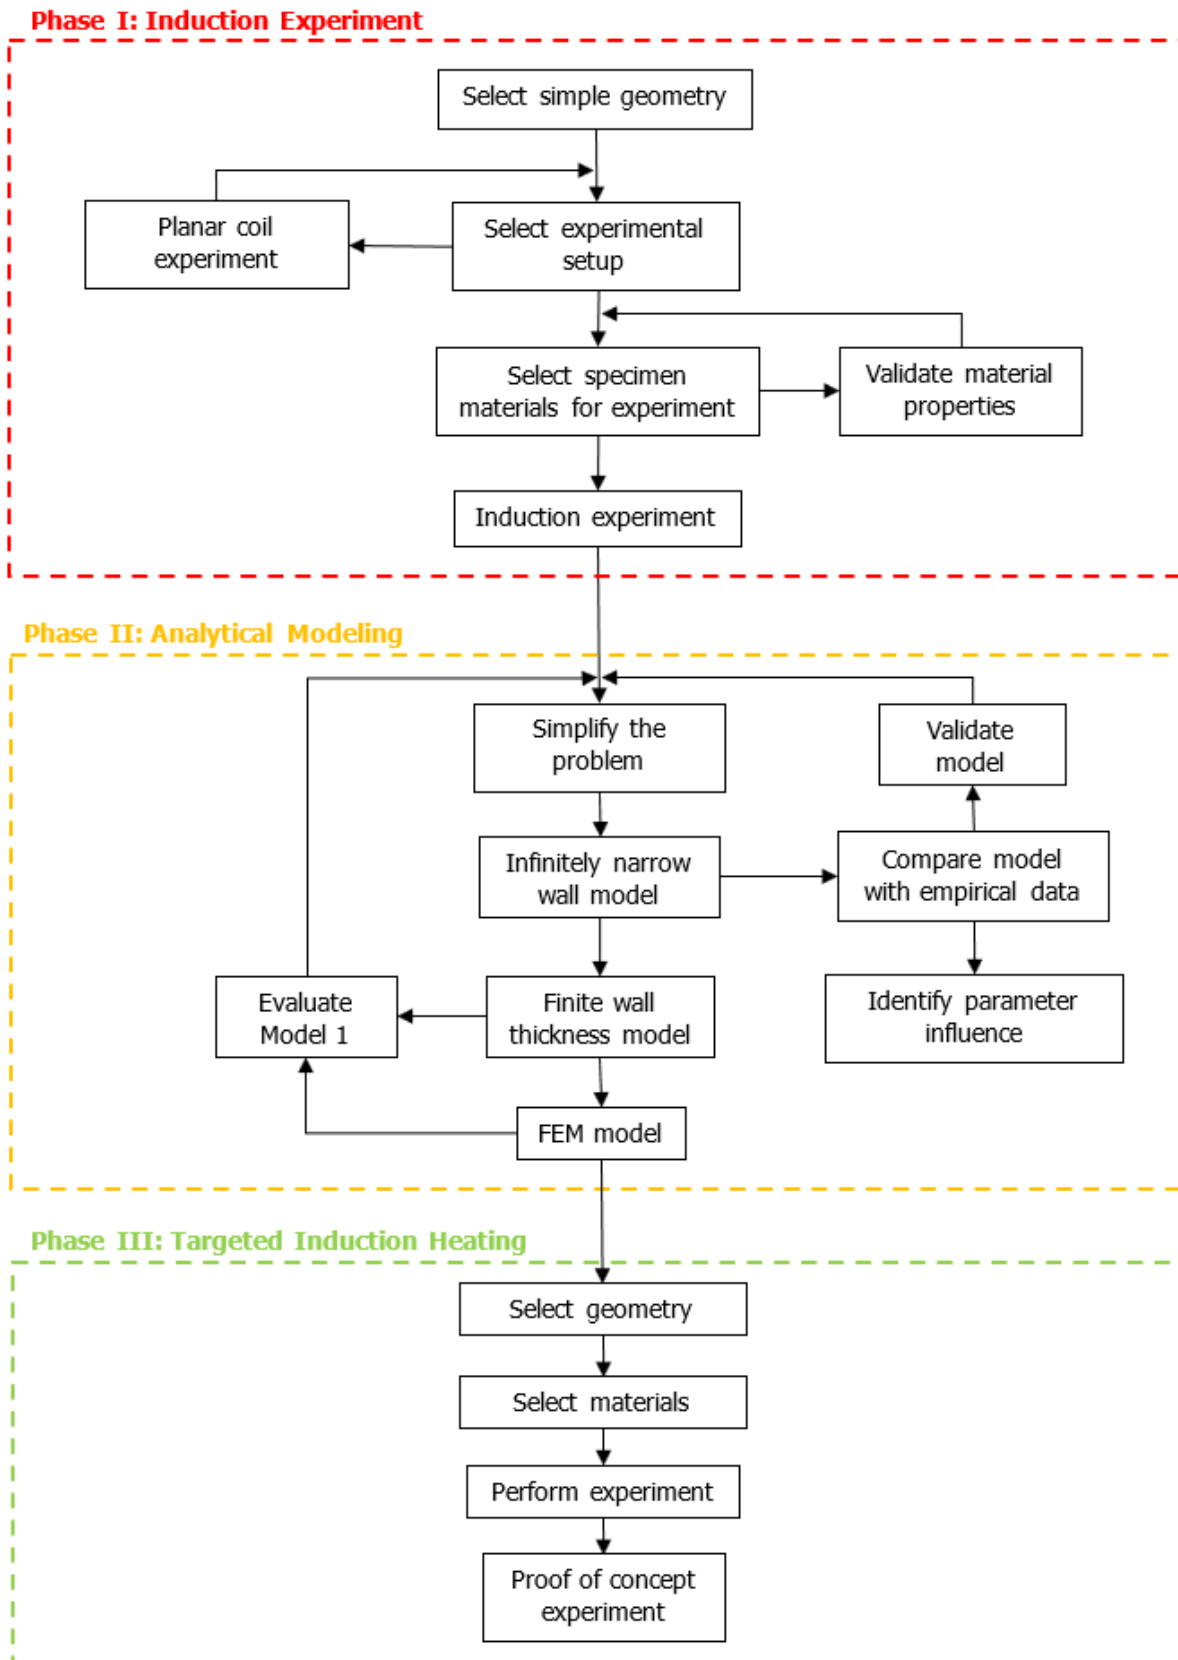 Phase I: Induction Experiment
Select simple geometry
Planar coil
experiment
Select experimental
setup
Select specimen
materials for experiment
Validate material
properties
Induction experiment
Phase II: Analytical Modeling
Simplify the
problem
Validate
model
Infinitely narrow
wall model
Compare model
with empirical data
Evaluate
Model 1
Finite wall
thickness model
Identify parameter
influence
FEM model
Phase III: Targeted Induction Heating
Select geometry
Select materials
Perform experiment
Proof of concept
experiment